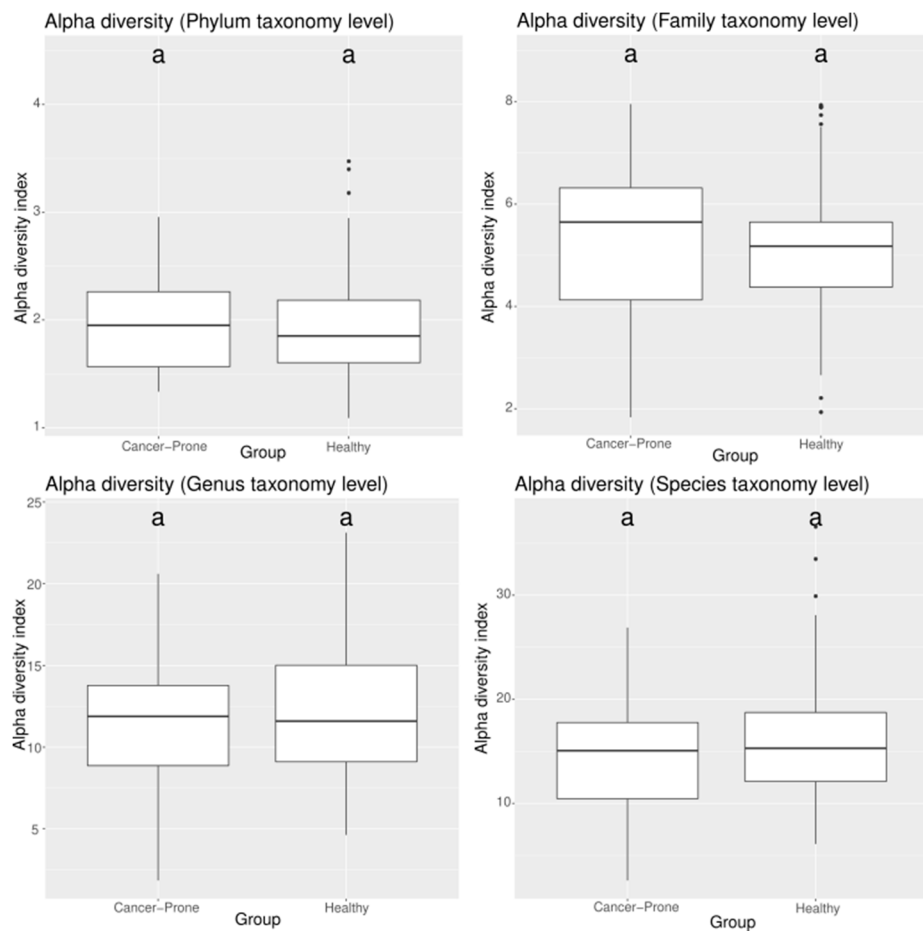 Alpha diversity (Phylum taxonomy level)
a a
4
3
2
1
Alpha diversity index
Cancer-Prone Healthy
Group
Alpha diversity (Family taxonomy level)
a a
8
6
4
2
Alpha diversity index
Cancer-Prone Healthy
Group
Alpha diversity (Genus taxonomy level)
a a
25
20
15
10
5
Alpha diversity index
Cancer-Prone Healthy
Group
Alpha diversity (Species taxonomy level)
a a
30
20
10
Alpha diversity index
Cancer-Prone Healthy
Group